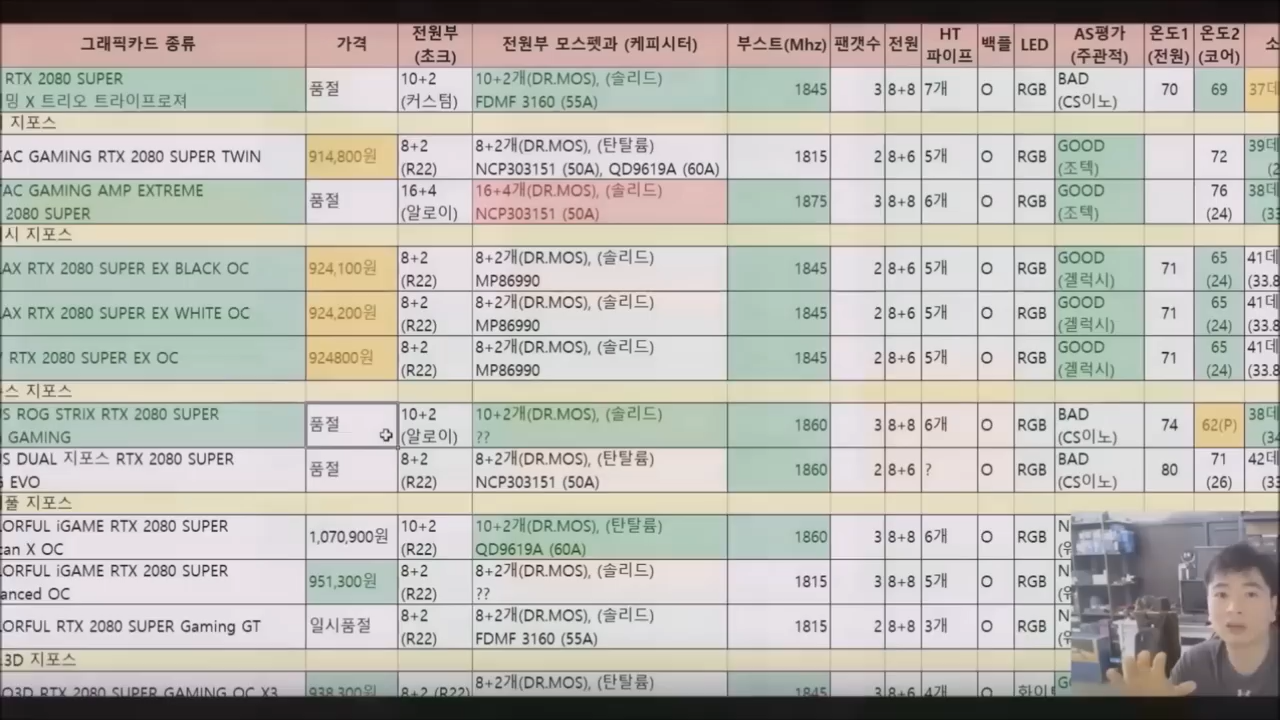 그래픽카드 종류 가격 전원부 (초크) 전원부 모스펫과 (케피시터) 부스트(Mhz) 팬갯수 전원 HT 파이프 백플 LED AS평가 (주관적) 온도1 (전원) 온도2 (코어) 소
RTX 2080 SUPER 품절 10+2 10+2개(DR.MOS), (솔리드) 1845 3 8+8 7개 O RGB BAD 70 69 37데
밍 X 트리오 트라이프로져 (커스텀) FDMF 3160 (55A) (CS이노)
지포스
TAC GAMING RTX 2080 SUPER TWIN 914,800원 8+2 8+2개(DR.MOS), (탄탈륨) 1815 2 8+6 5개 O RGB GOOD 72 39데
(R22) NCP303151 (50A), QD9619A (60A) (조텍) (2
TAC GAMING AMP EXTREME 품절 16+4 16+4개(DR.MOS), (솔리드) 1875 3 8+8 6개 O RGB GOOD 76 38데
2080 SUPER (알로이) NCP303151 (50A) (조텍) (24) (33
시 지포스
AX RTX 2080 SUPER EX BLACK OC 924,100원 8+2 8+2개(DR.MOS), (솔리드) 1845 2 8+6 5개 O RGB GOOD 71 65 41데
(R22) MP86990 (겔럭시) (24) (33.8
AX RTX 2080 SUPER EX WHITE OC 924,200원 8+2 8+2개(DR.MOS), (솔리드) 1845 2 8+6 5개 O RGB GOOD 71 65 41데
(R22) MP86990 (겔럭시) (24) (33.8
RTX 2080 SUPER EX OC 924800원 8+2 8+2개(DR.MOS), (솔리드) 1845 2 8+6 5개 O RGB GOOD 71 65 41데
(R22) MP86990 (겔럭시) (24) (33.8
스 지포스
S ROG STRIX RTX 2080 SUPER 품절 10+2 10+2개(DR.MOS), (솔리드) 1860 3 8+8 6개 O RGB BAD 74 62(P) 38데
GAMING (알로이) ?? (CS이노) (34
S DUAL 지포스 RTX 2080 SUPER 품절 8+2 8+2개(DR.MOS), (탄탈륨) 1860 2 8+6 ? O RGB BAD 80 71 42데
EVO (R22) NCP303151 (50A) (CS이노) (26) (33
풀 지포스
ORFUL iGAME RTX 2080 SUPER 1,070,900원 10+2 10+2개(DR.MOS), (탄탈륨) 1860 3 8+8 6개 O RGB N
an X OC (R22) QD9619A (60A)
ORFUL iGAME RTX 2080 SUPER 951,300원 8+2 8+2개(DR.MOS), (솔리드) 1815 3 8+8 5개 O RGB N
anced OC (R22) ??
ORFUL RTX 2080 SUPER Gaming GT 일시품절 8+2 8+2개(DR.MOS), (솔리드) 1815 2 8+8 3개 O RGB N
(R22) FDMF 3160 (55A)
3D 지포스
O3D RTX 2080 SUPER GAMING OC X3 938,300원 8+2 (R22) 8+2개(DR.MOS), (탄탈륨) 1845 3 8+6 4개 O